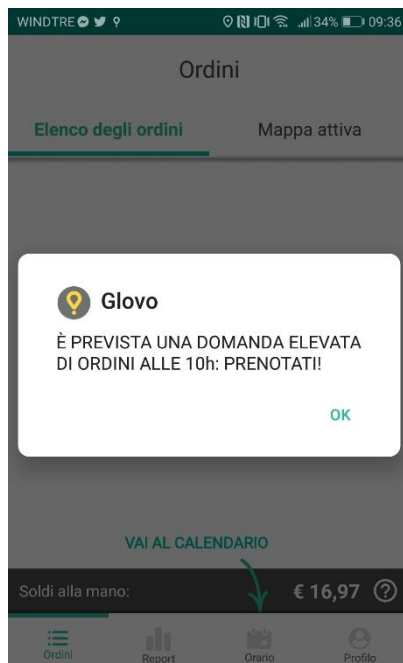 WINDTRE 34% 09:36
Ordini
Elenco degli ordini Mappa attiva
Glovo
È PREVISTA UNA DOMANDA ELEVATA
DI ORDINI ALLE 10h: PRENOTATI!
OK
VAI AL CALENDARIO
Soldi alla mano: € 16,97 ?
Ordini Report Orario Profilo